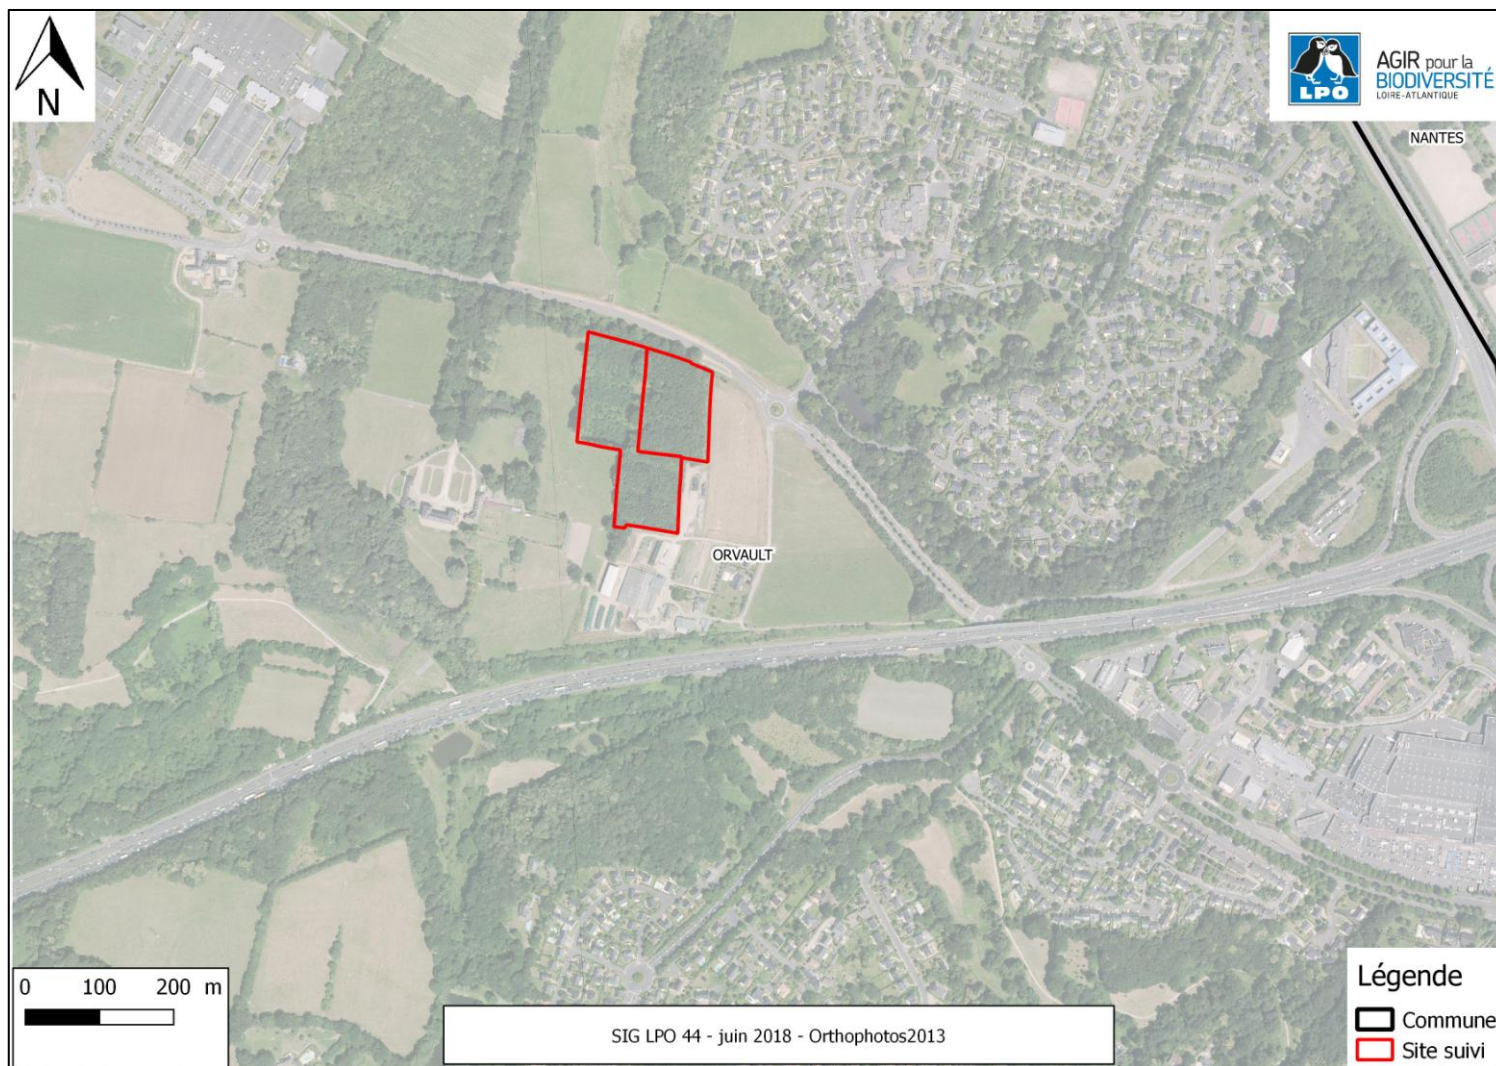 N
LPO
AGIR pour la
BIODIVERSITÉ
LOIRE-ATLANTIQUE
NANTES
ORVAULT
0 100 200 m
SIG LPO 44 - juin 2018 - Orthophotos2013
Légende
Commune
Site suivi